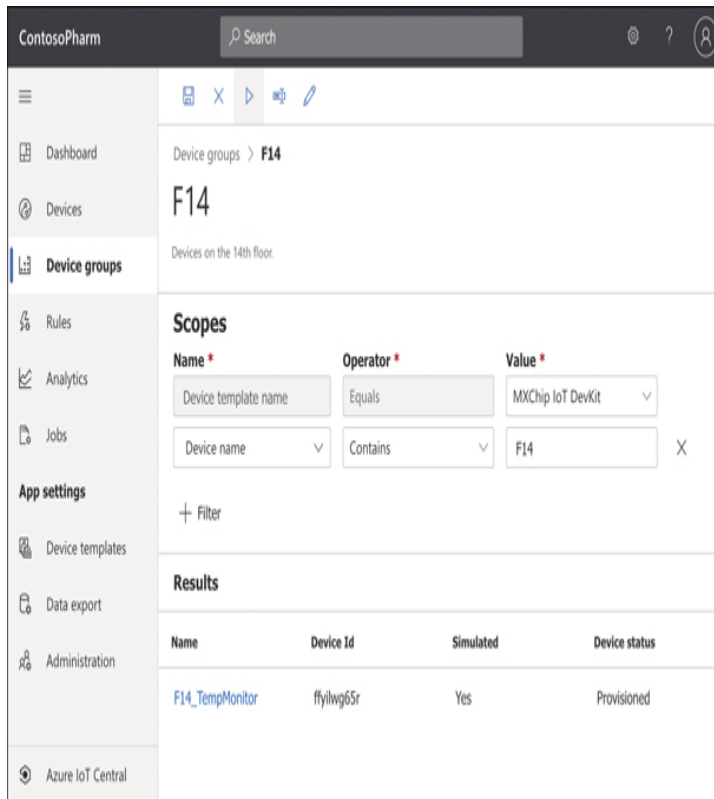 ContosoPharm
Search
?
Dashboard
Devices
Device groups
Rules
Analytics
Jobs
App settings
Device templates
Data export
Administration
Azure IoT Central
Device groups > F14
F14
Devices on the 14th floor.
Scopes
Name * Operator * Value *
Device template name Equals MXChip IoT DevKit
Device name Contains F14
+ Filter
Results
Name Device Id Simulated Device status
F14_TempMonitor ffyilwg65r Yes Provisioned